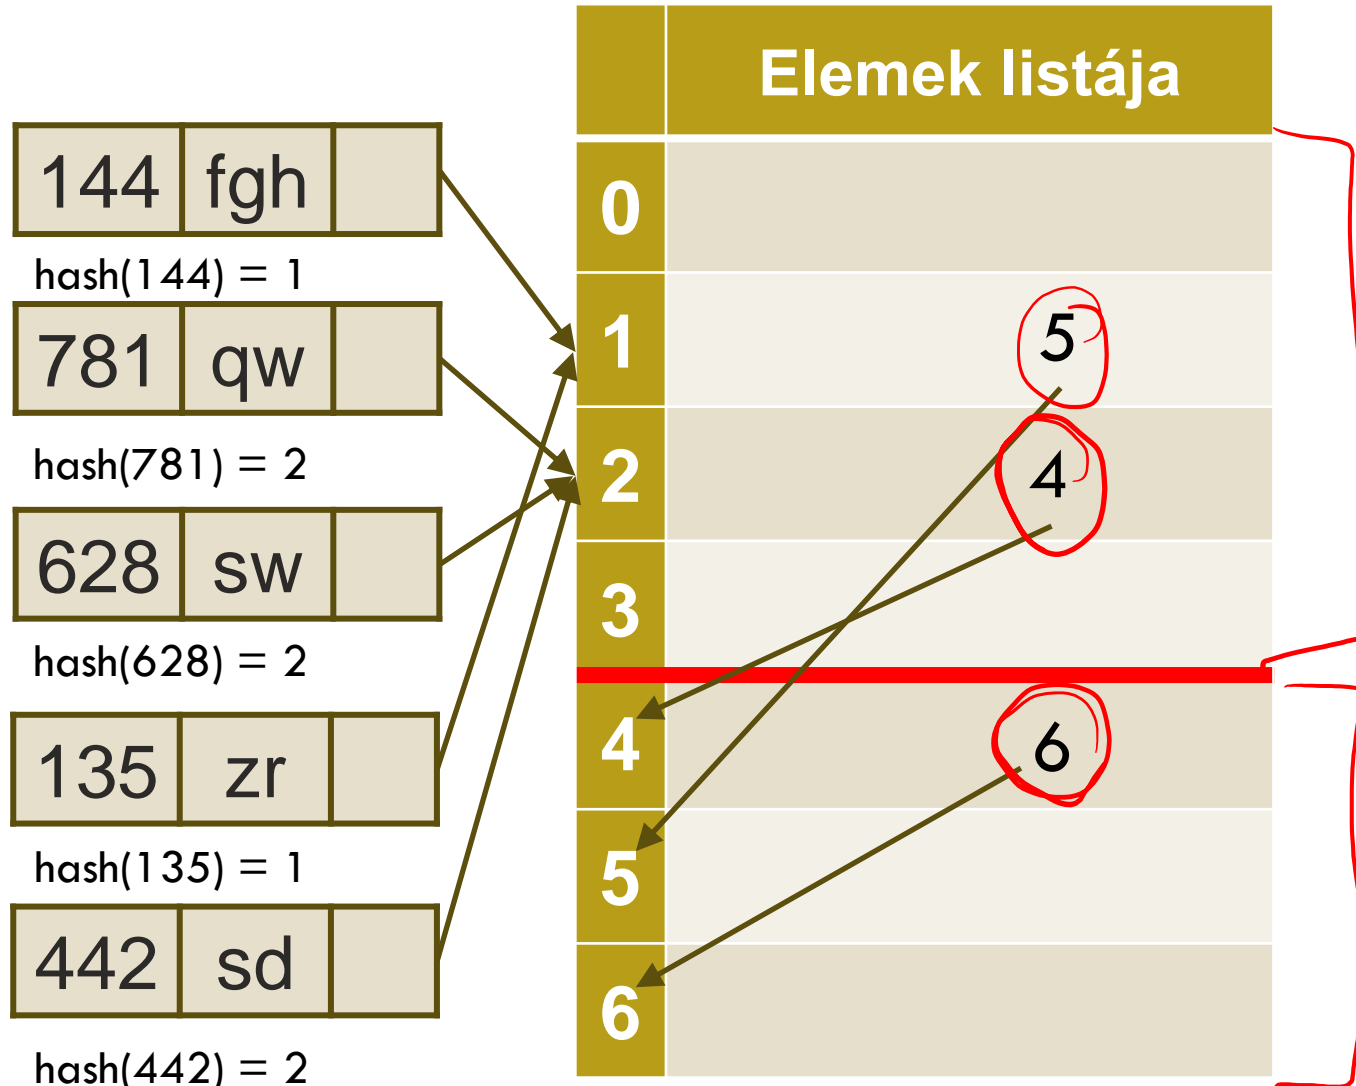 Elemek listája
144 fgh
hash(144) = 1
781 qw
hash(781) = 2
628 sw
hash(628) = 2
135 zr
hash(135) = 1
442 sd
hash(442) = 2
0
1 5
2 4
3
4 6
5
6